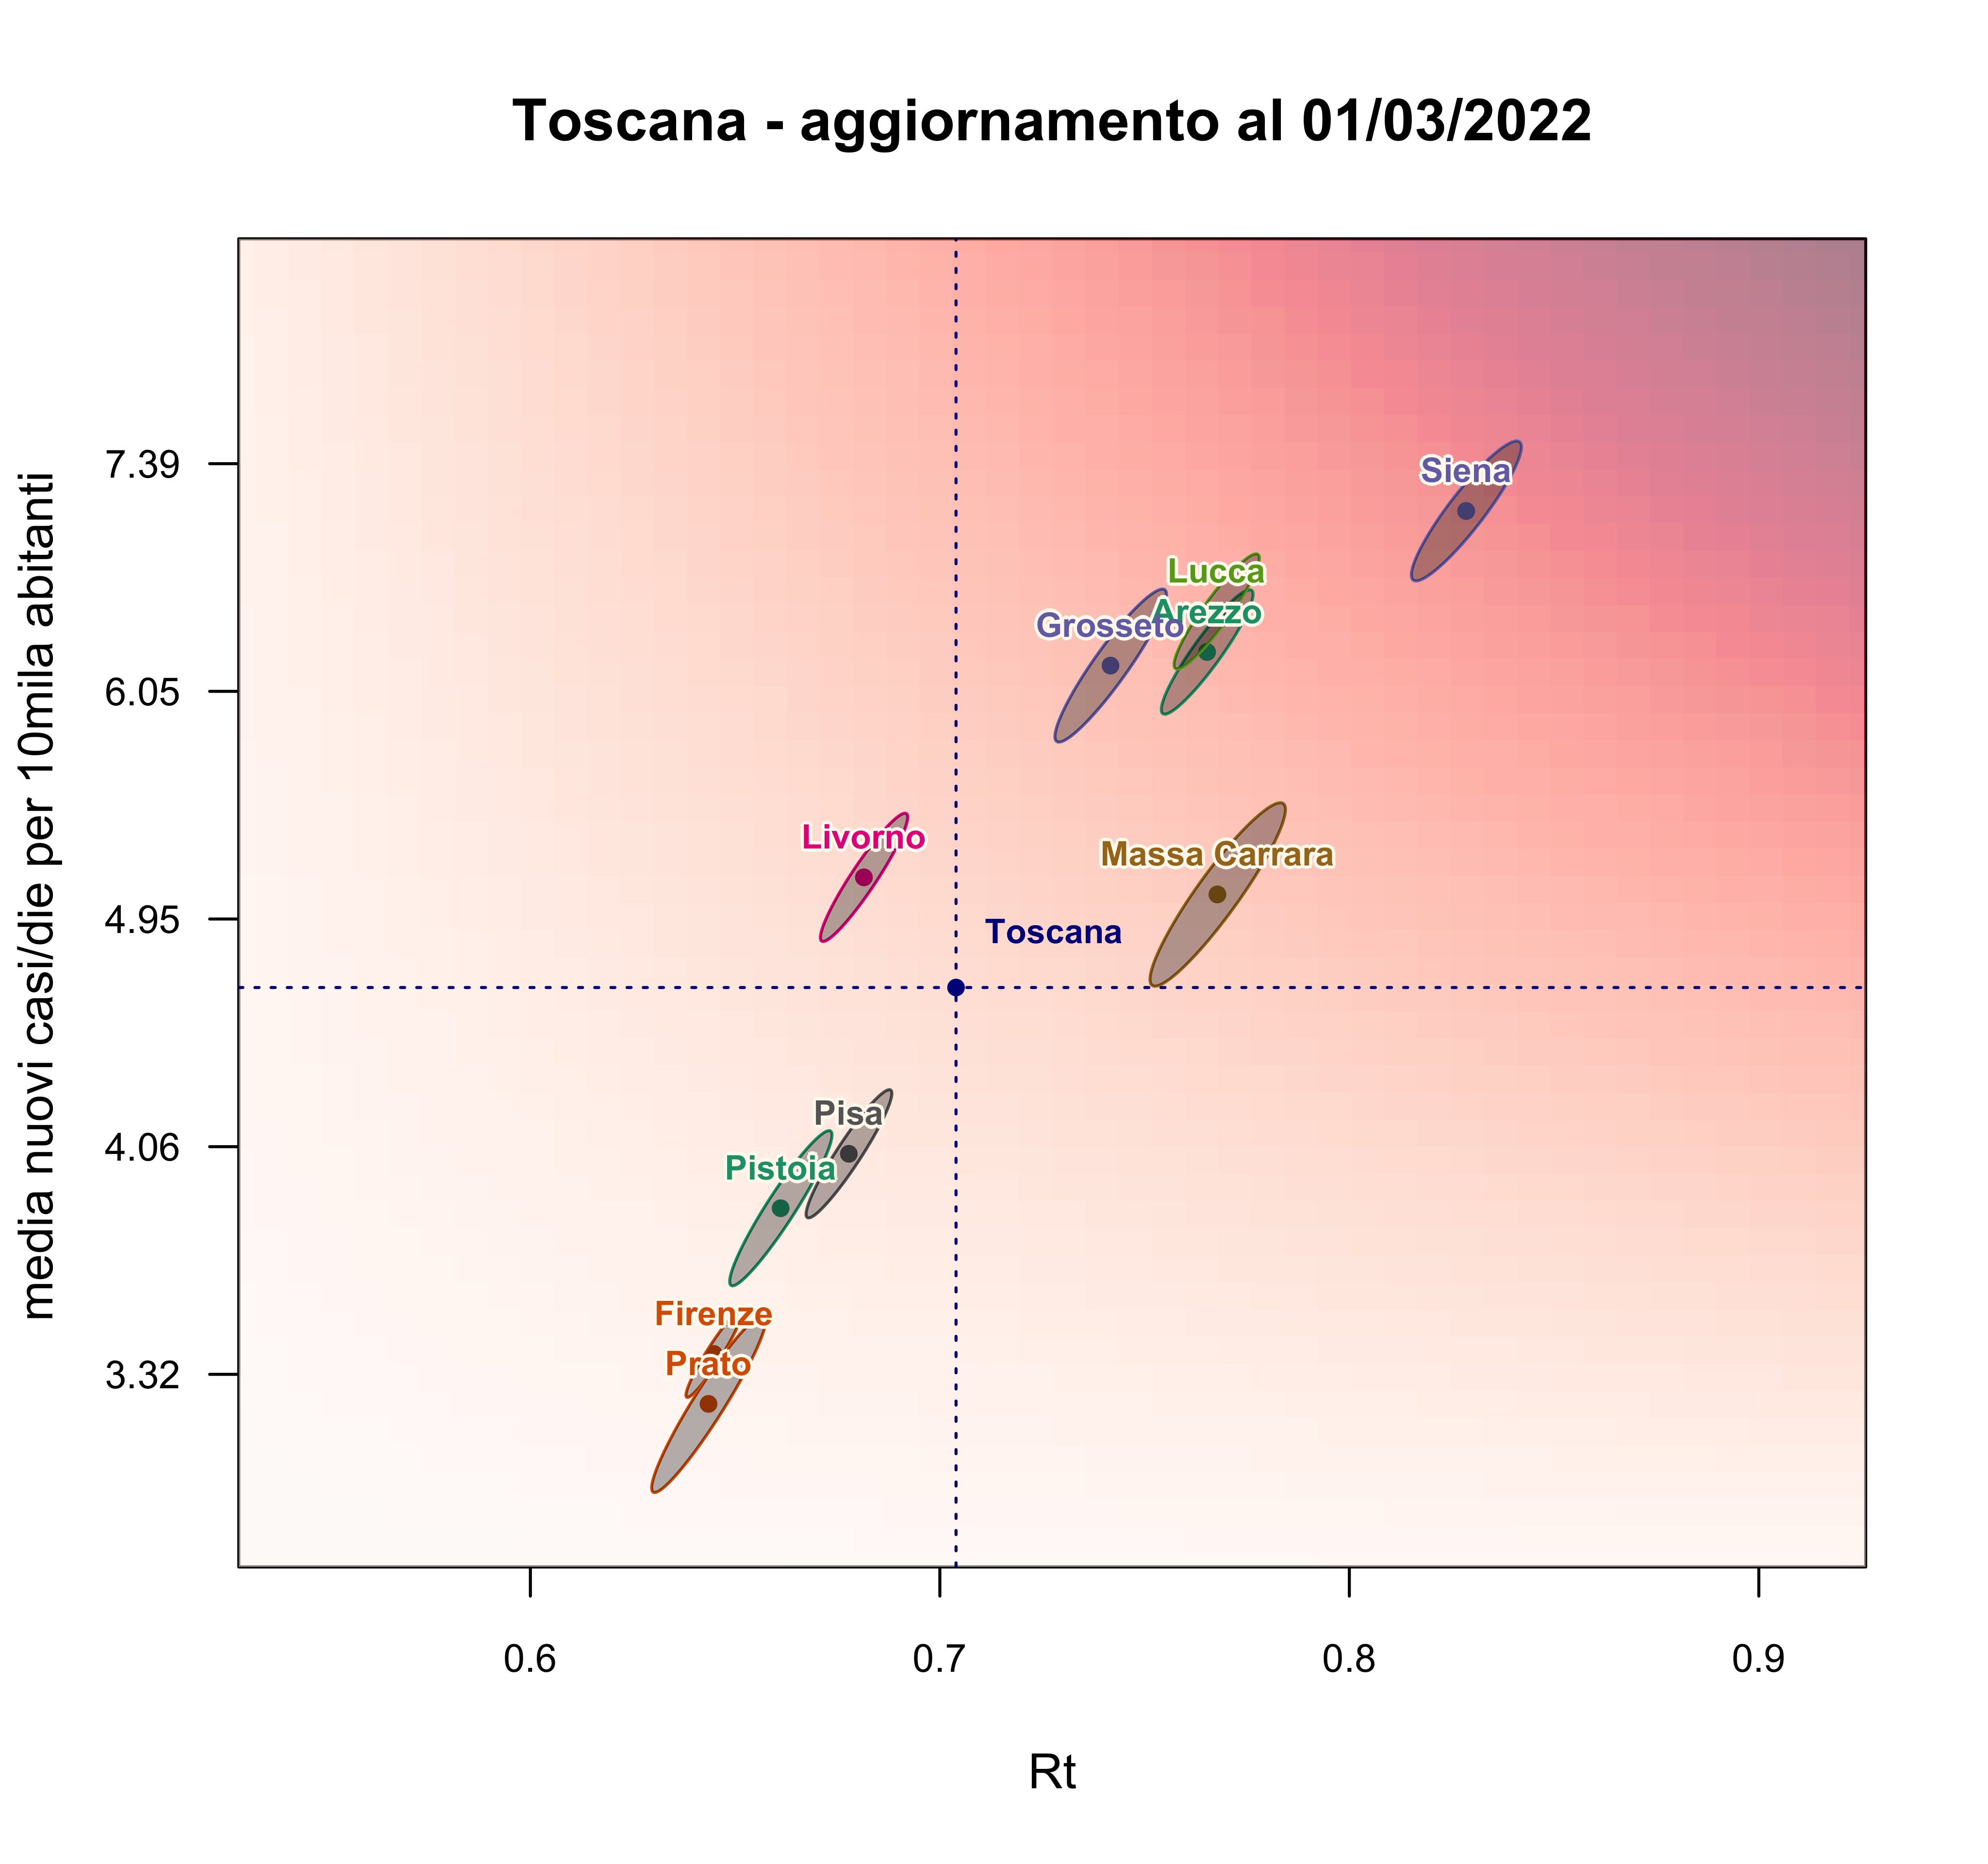 Toscana - aggiornamento al 01/03/2022
media nuovi casi/die per 10mila abitanti
7.39
6.05
4.95
4.06
3.32
Siena
Lucca
Arezzo
Grosseto
Livorno
Massa Carrara
Toscana
Pisa
Pistoia
Firenze
Prato
0.6 0.7 0.8 0.9
Rt